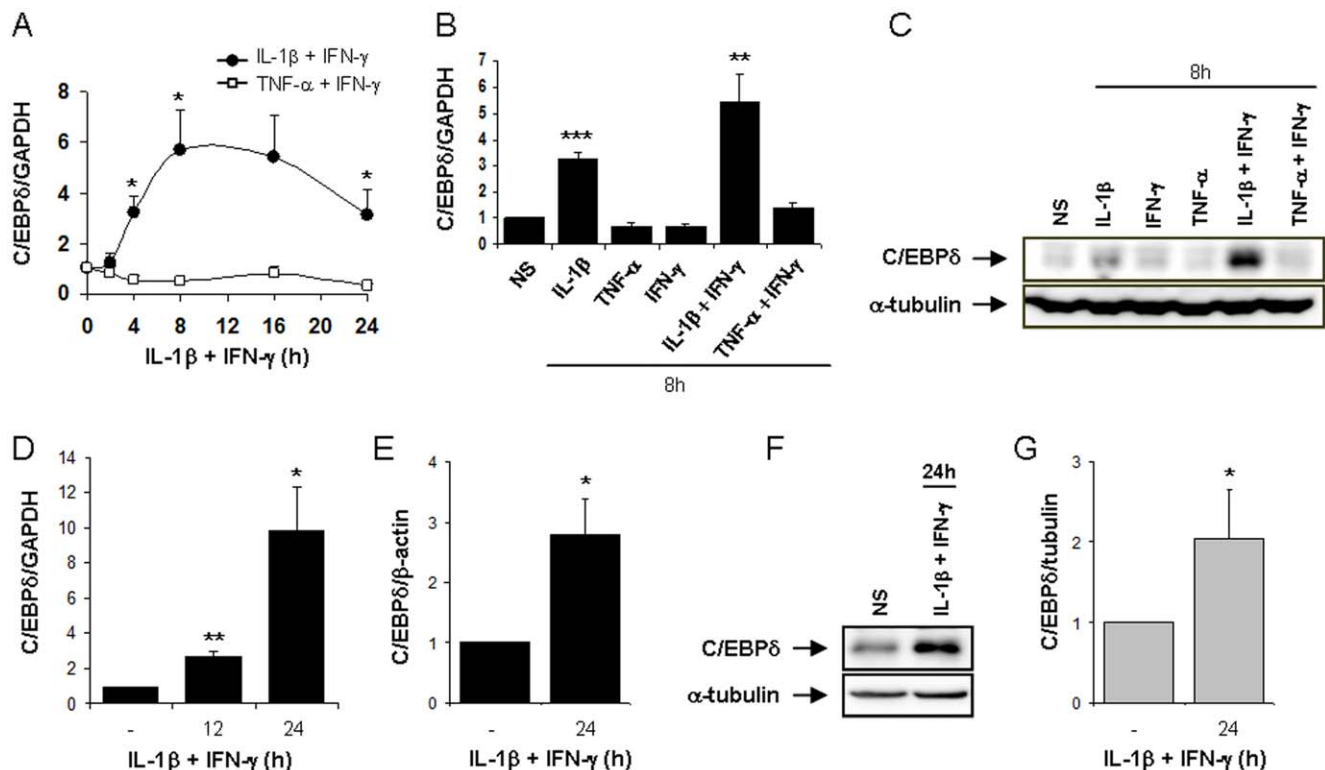 A
IL-1β + IFN-γ
TNF-α + IFN-γ
C/EBPδ/GAPDH
8
6
4
2
0
*
*
*
0 4 8 12 16 20 24
IL-1β + IFN-γ (h)
B
C/EBPδ/GAPDH
7
6
5
4
3
2
1
0
***
**
NS
IL-1β
TNF-α
IFN-γ
IL-1β + IFN-γ
TNF-α + IFN-γ
8h
C
8h
NS
IL-1β
IFN-γ
TNF-α
IL-1β + IFN-γ
TNF-α + IFN-γ
C/EBPδ
α-tubulin
D
C/EBPδ/GAPDH
14
12
10
8
6
4
2
0
**
*
- 12 24
IL-1β + IFN-γ (h)
E
C/EBPδ/β-actin
4
3
2
1
0
*
- 24
IL-1β + IFN-γ (h)
F
24h
NS
IL-1β + IFN-γ
C/EBPδ
α-tubulin
G
C/EBPδ/tubulin
3
2
1
0
*
- 24
IL-1β + IFN-γ (h)